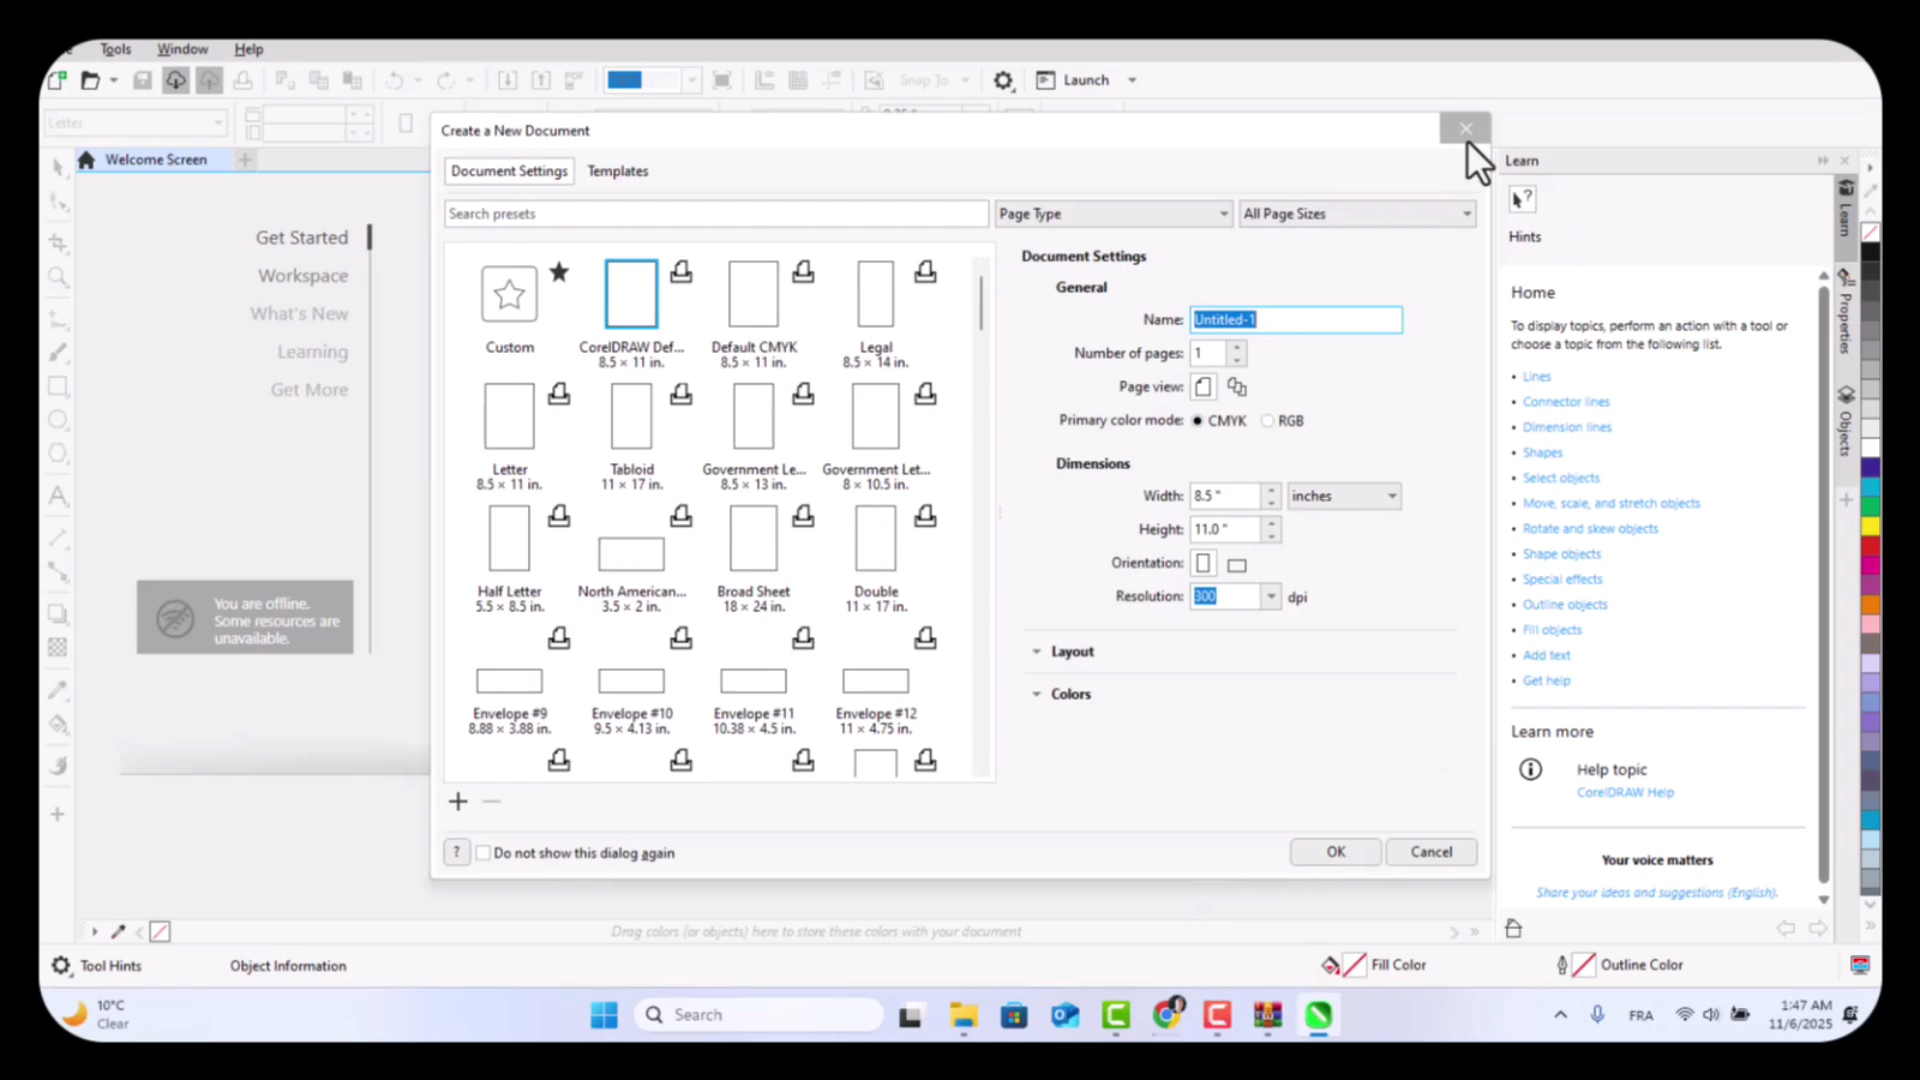 Tools Window Help
Snap To
Launch
Letter
Create a New Document
Welcome Screen
Document Settings
Templates
Learn
Search presets
Page Type
All Page Sizes
Get Started
Workspace
What's New
Learning
Get More
You are offline.
Some resources are
unavailable.
Custom
CorelDRAW Def...
8.5 × 11 in.
Default CMYK
8.5 × 11 in.
Legal
8.5 × 14 in.
Letter
8.5 × 11 in.
Tabloid
11 × 17 in.
Government Le...
8.5 × 13 in.
Government Let...
8 × 10.5 in.
Half Letter
5.5 × 8.5 in.
North American...
3.5 × 2 in.
Broad Sheet
18 × 24 in.
Double
11 × 17 in.
Envelope #9
8.88 × 3.88 in.
Envelope #10
9.5 × 4.13 in.
Envelope #11
10.38 × 4.5 in.
Envelope #12
11 × 4.75 in.
Document Settings
General
Name: Untitled-1
Number of pages: 1
Page view:
Primary color mode: CMYK RGB
Dimensions
Width: 8.5 " inches
Height: 11.0 "
Orientation:
Resolution: 300 dpi
Layout
Colors
? Do not show this dialog again
OK
Cancel
Hints
Home
To display topics, perform an action with a tool or
choose a topic from the following list.
• Lines
• Connector lines
• Dimension lines
• Shapes
• Select objects
• Move, scale, and stretch objects
• Rotate and skew objects
• Shape objects
• Special effects
• Outline objects
• Fill objects
• Add text
• Get help
Learn more
Help topic
CorelDRAW Help
Your voice matters
Share your ideas and suggestions (English).
Learn
Properties
Objects
Drag colors (or objects) here to store these colors with your document
Tool Hints
Object Information
Fill Color
Outline Color
10°C
Clear
Search
FRA
1:47 AM
11/6/2025